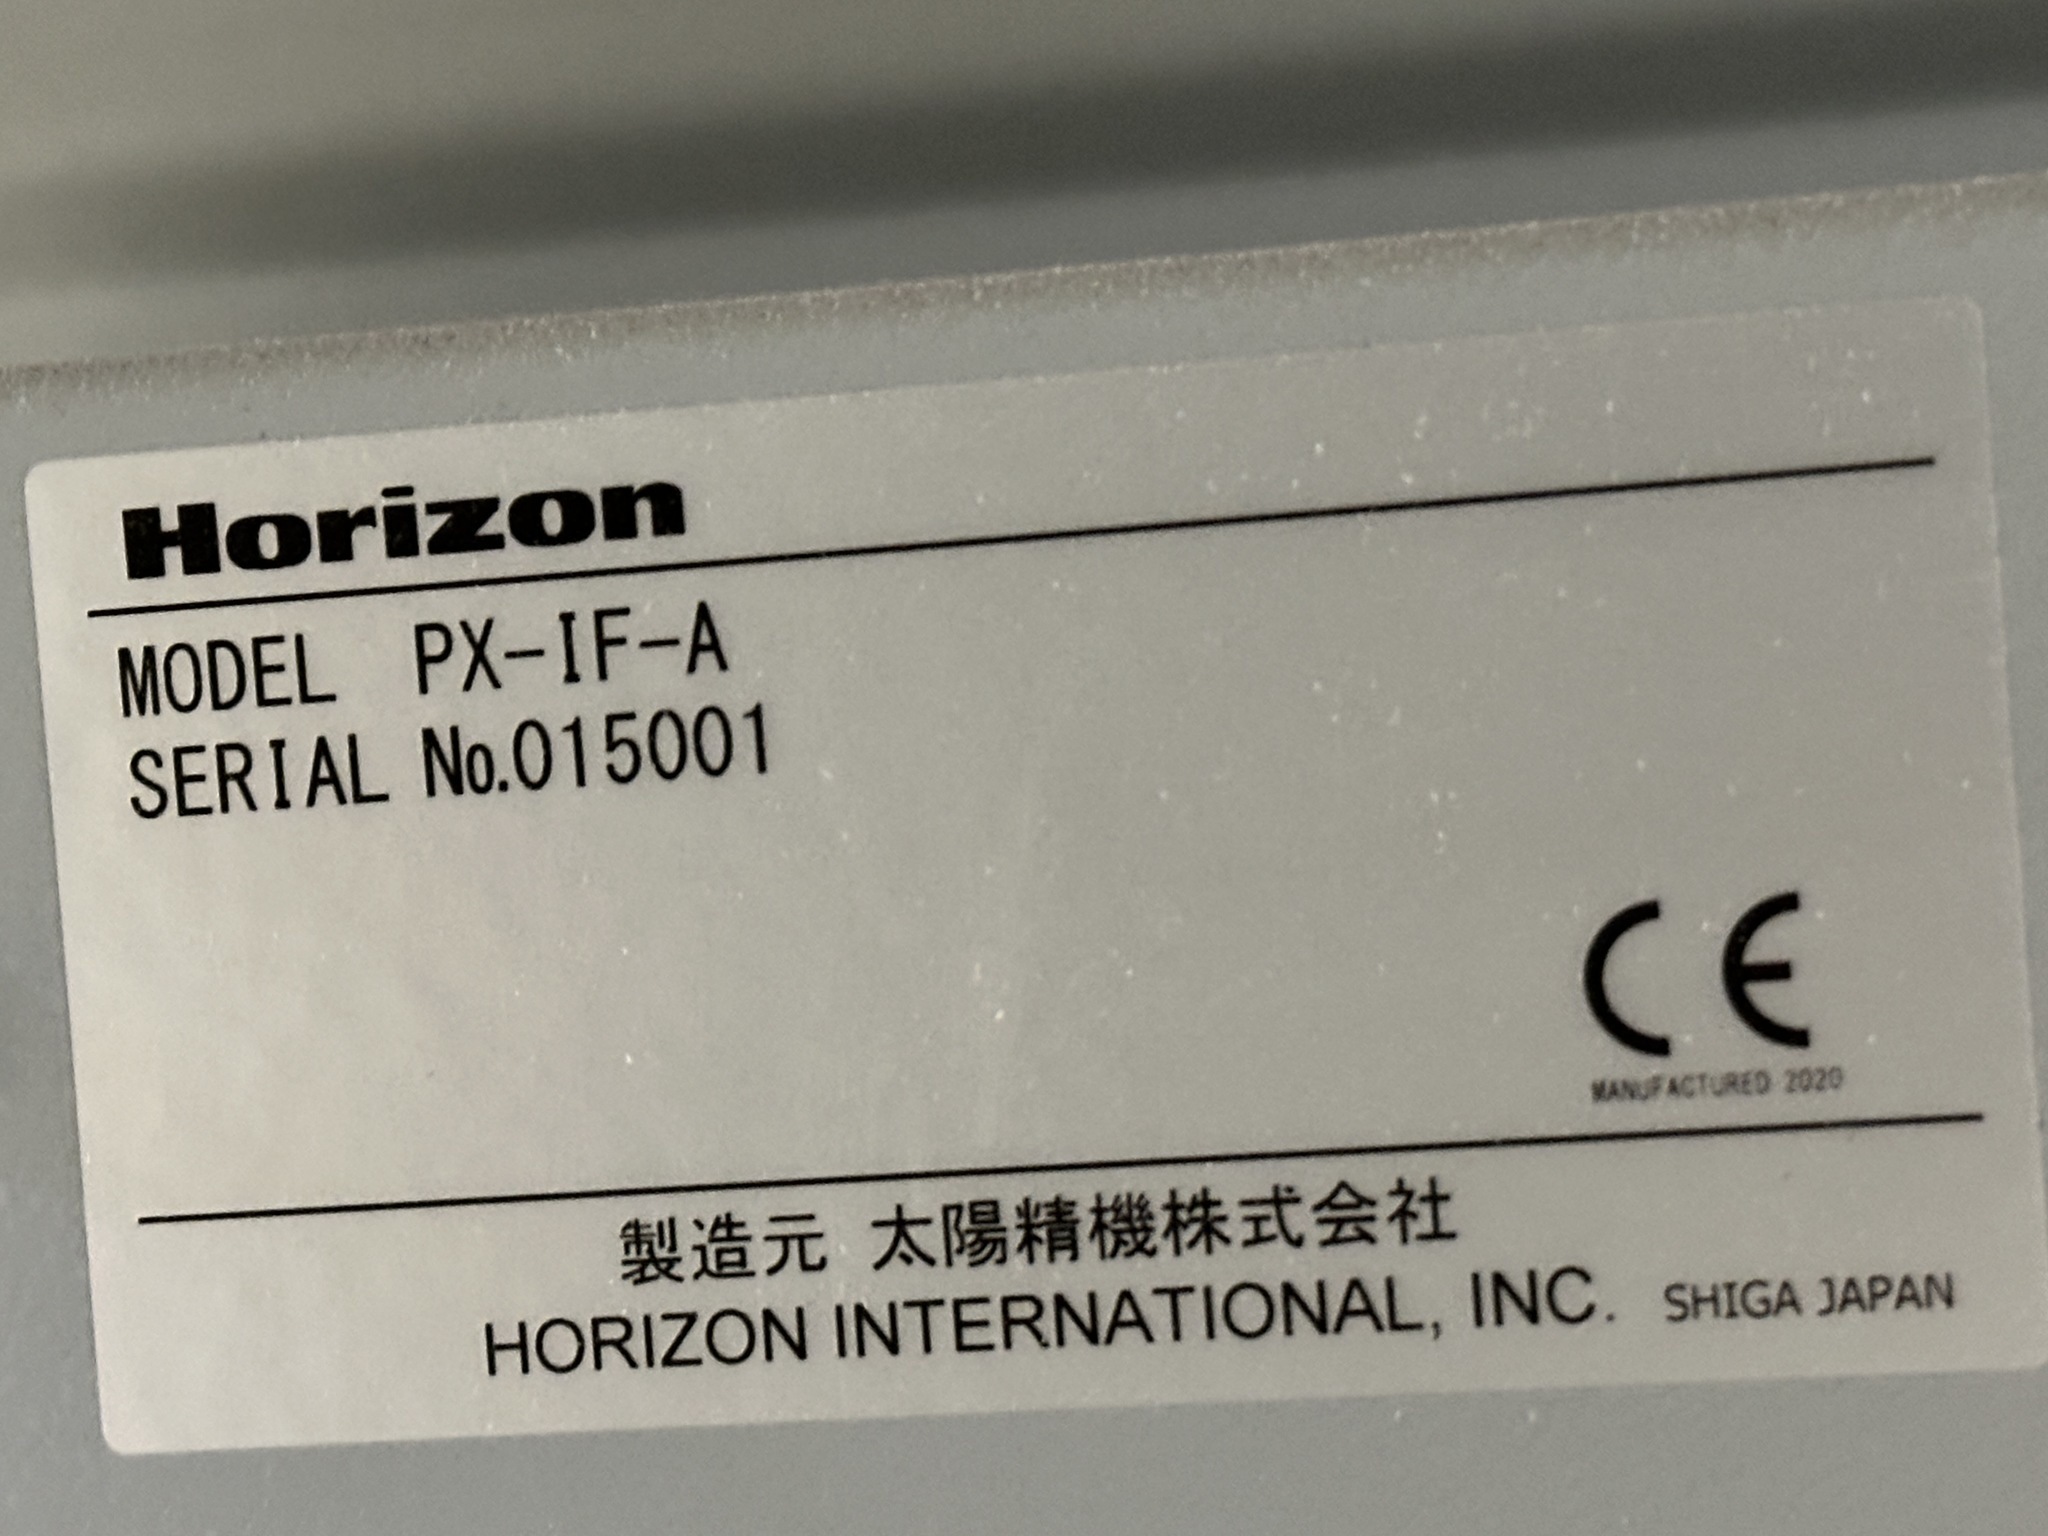 Horizon
MODEL PX-IF-A
SERIAL No.015001
CE
MANUFACTURED 2020
製造元 太陽精機株式会社
HORIZON INTERNATIONAL, INC. SHIGA JAPAN